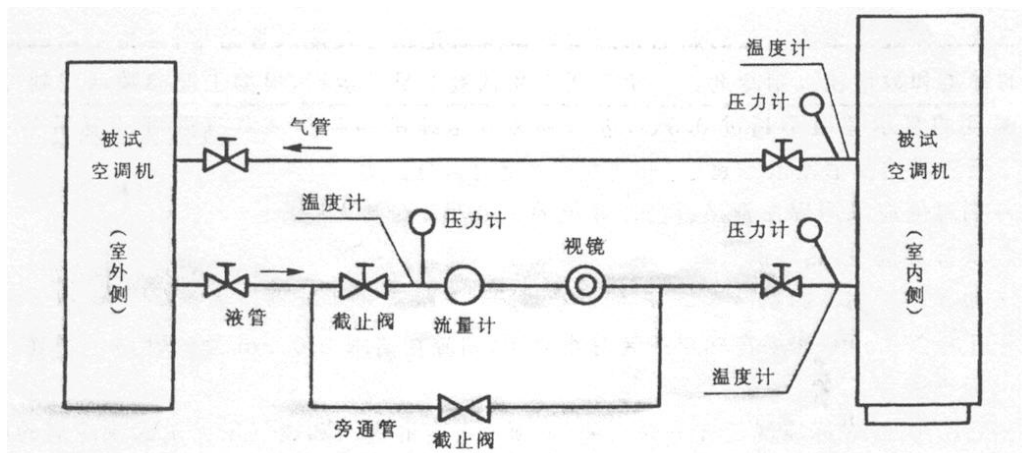 温度计
压力计
气管
被试
空调机
（室外侧）
被试
空调机
（室内侧）
温度计
压力计
视镜
压力计
液管
截止阀
流量计
温度计
旁通管
截止阀